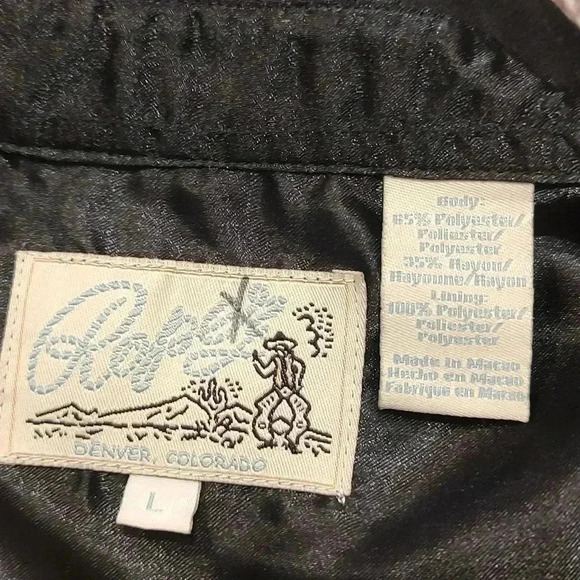 Roper
DENVER, COLORADO
L
Body:
65% Polyester/
Poliester/
Polyester
35% Rayon/
Rayonne/Rayon
Lining:
100% Polyester/
Poliester/
Polyester
Made in Macao
Hecho en Macao
Fabrique en Macao